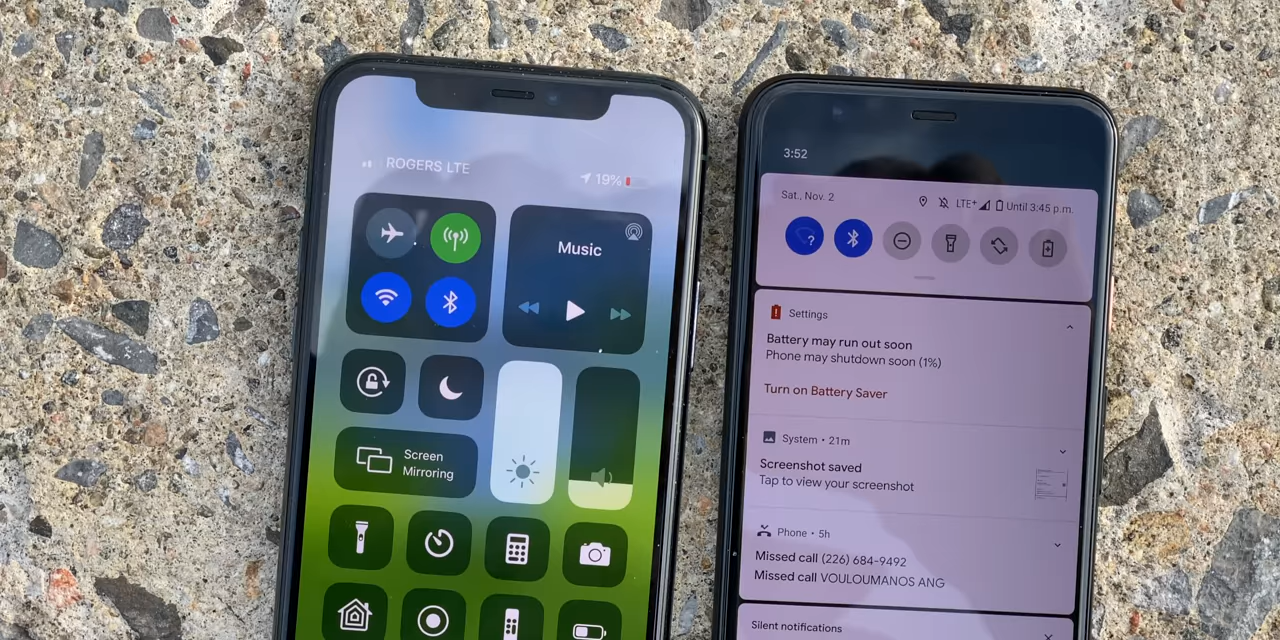 ROGERS LTE
19%
Music
Screen
Mirroring
3:52
Sat., Nov. 2
LTE+
Until 3:45 p.m.
Settings
Battery may run out soon
Phone may shutdown soon (1%)
Turn on Battery Saver
System • 21m
Screenshot saved
Tap to view your screenshot
Phone • 5h
Missed call (226) 684-9492
Missed call VOULOUMANOS ANG
Silent notifications